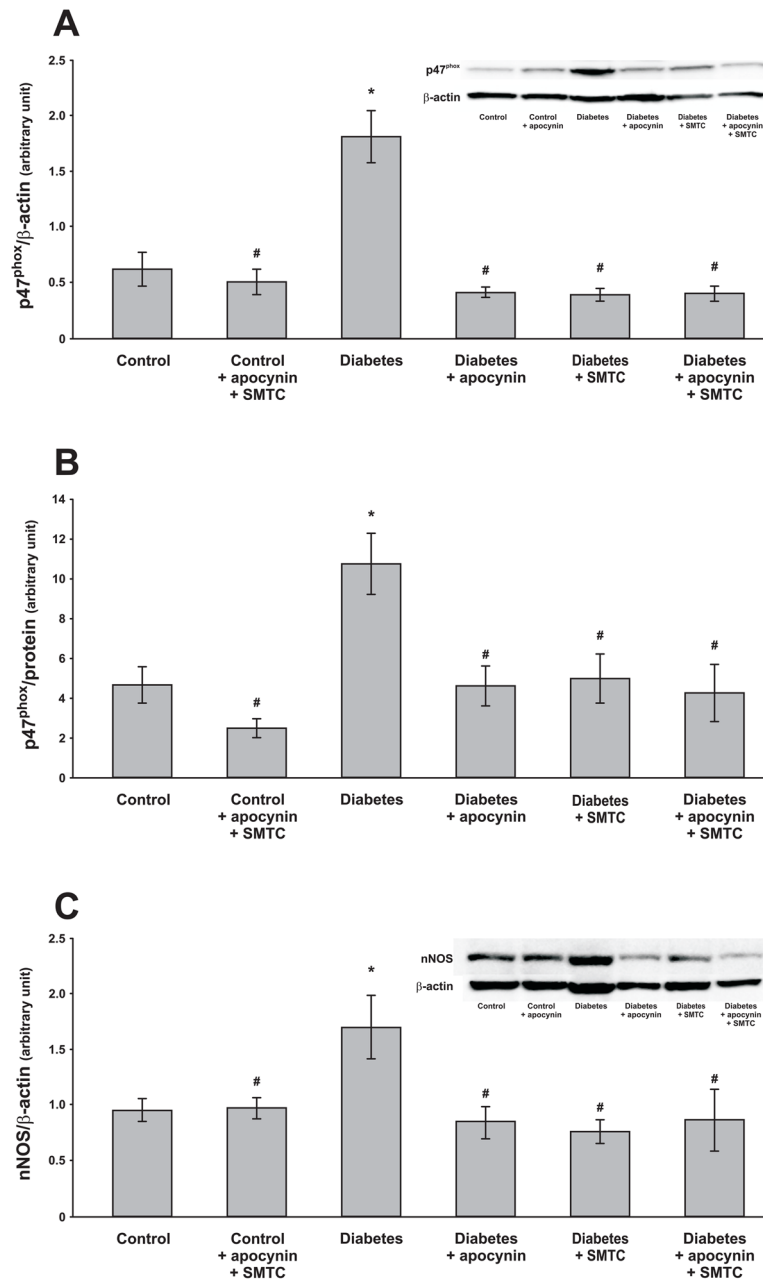 A
p47phox/β-actin (arbitrary unit)
2.5
2.0
1.5
1.0
0.5
0
*
#
#
#
#
p47phox
β-actin
Control
Control + apocynin
Diabetes
Diabetes + apocynin
Diabetes + SMTC
Diabetes + apocynin + SMTC
Control
Control + apocynin + SMTC
Diabetes
Diabetes + apocynin
Diabetes + SMTC
Diabetes + apocynin + SMTC
B
p47phox/protein (arbitrary unit)
14
12
10
8
6
4
2
0
*
#
#
#
#
Control
Control + apocynin + SMTC
Diabetes
Diabetes + apocynin
Diabetes + SMTC
Diabetes + apocynin + SMTC
C
nNOS/β-actin (arbitrary unit)
2.5
2.0
1.5
1.0
0.5
0
*
#
#
#
#
nNOS
β-actin
Control
Control + apocynin
Diabetes
Diabetes + apocynin
Diabetes + SMTC
Diabetes + apocynin + SMTC
Control
Control + apocynin + SMTC
Diabetes
Diabetes + apocynin
Diabetes + SMTC
Diabetes + apocynin + SMTC